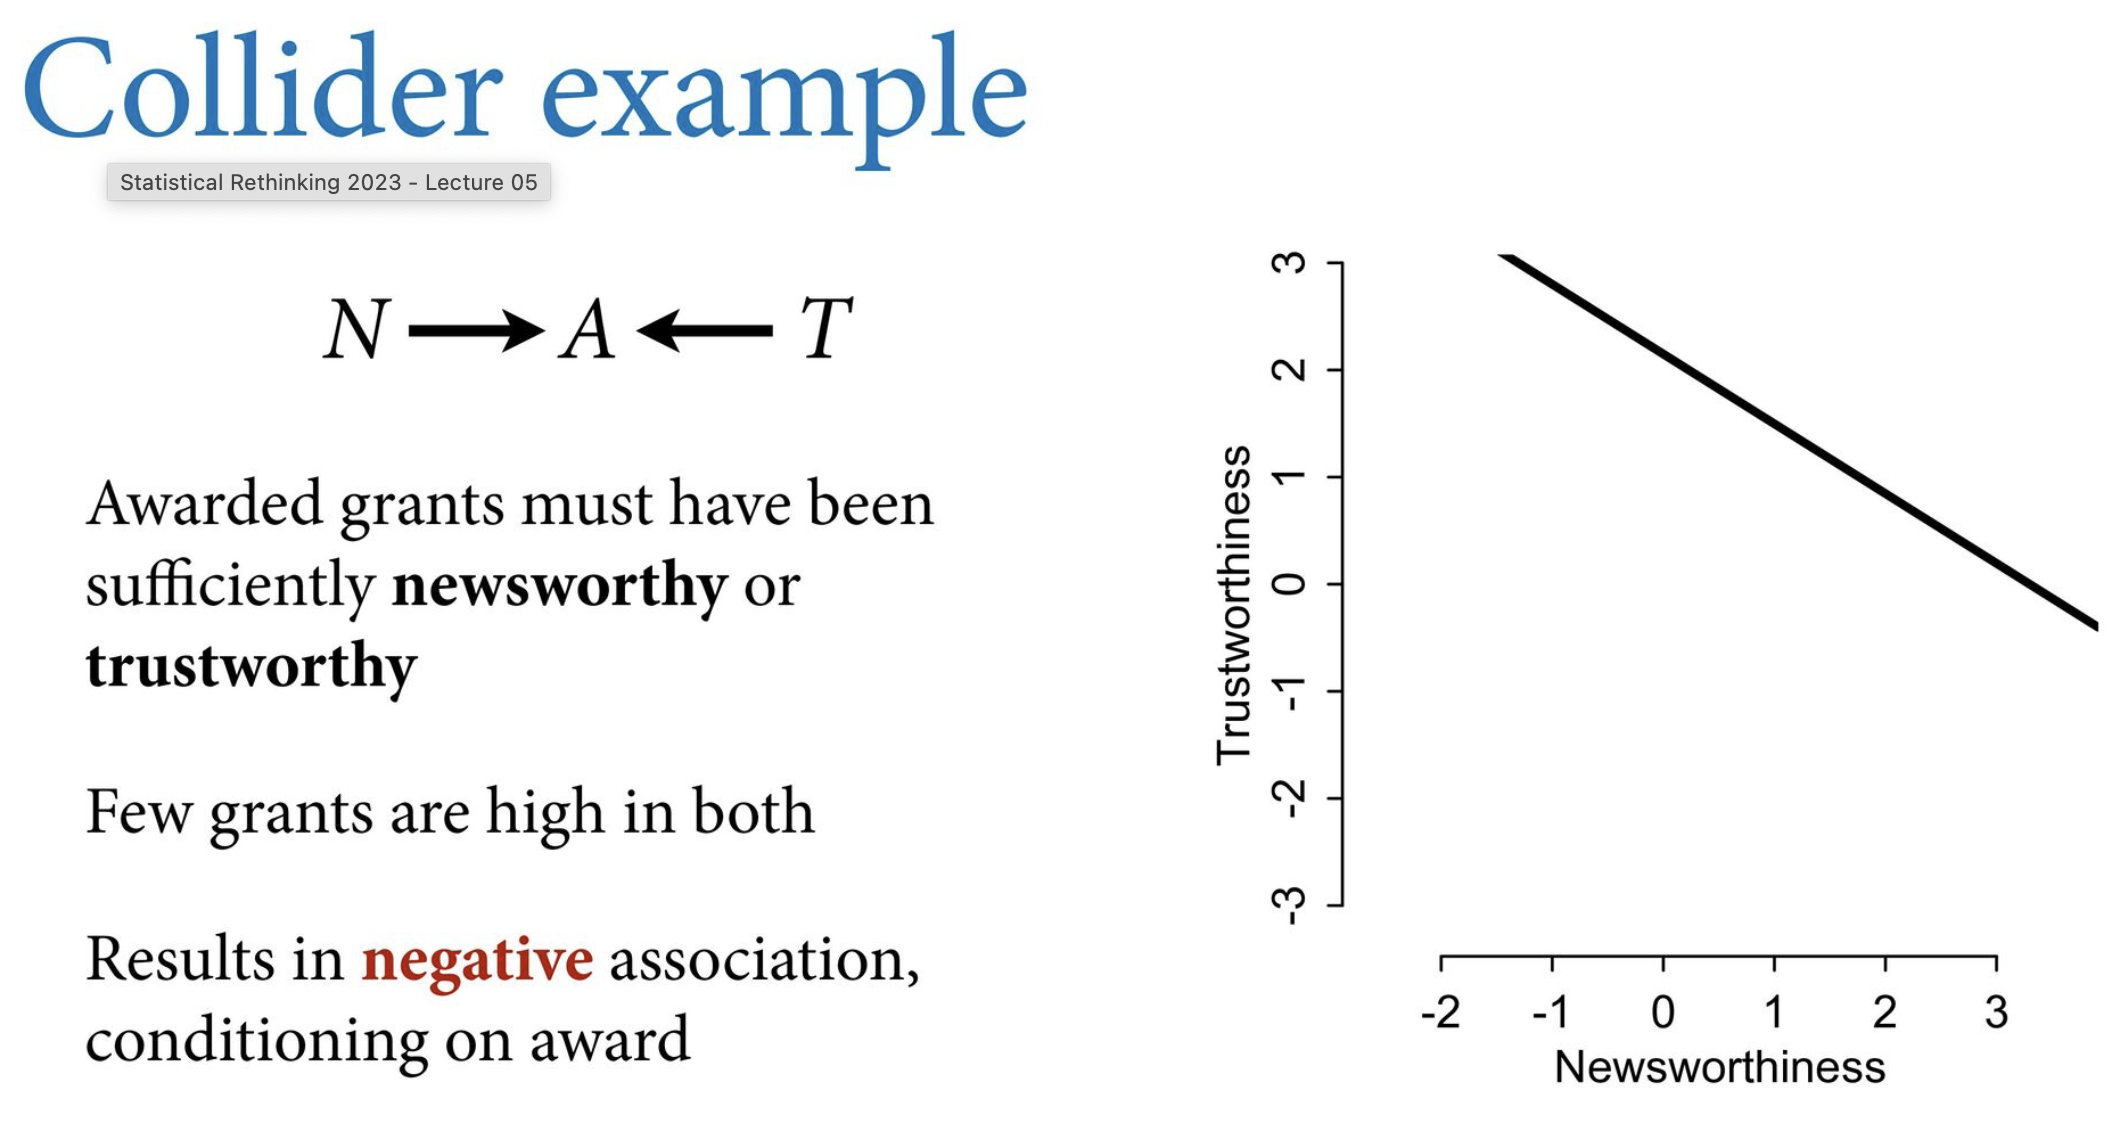 Collider example
Statistical Rethinking 2023 - Lecture 05
N A T
Awarded grants must have been
sufficiently newsworthy or
trustworthy
Few grants are high in both
Results in negative association,
conditioning on award
Trustworthiness
3
2
1
0
-1
-2
-3
-2 -1 0 1 2 3
Newsworthiness